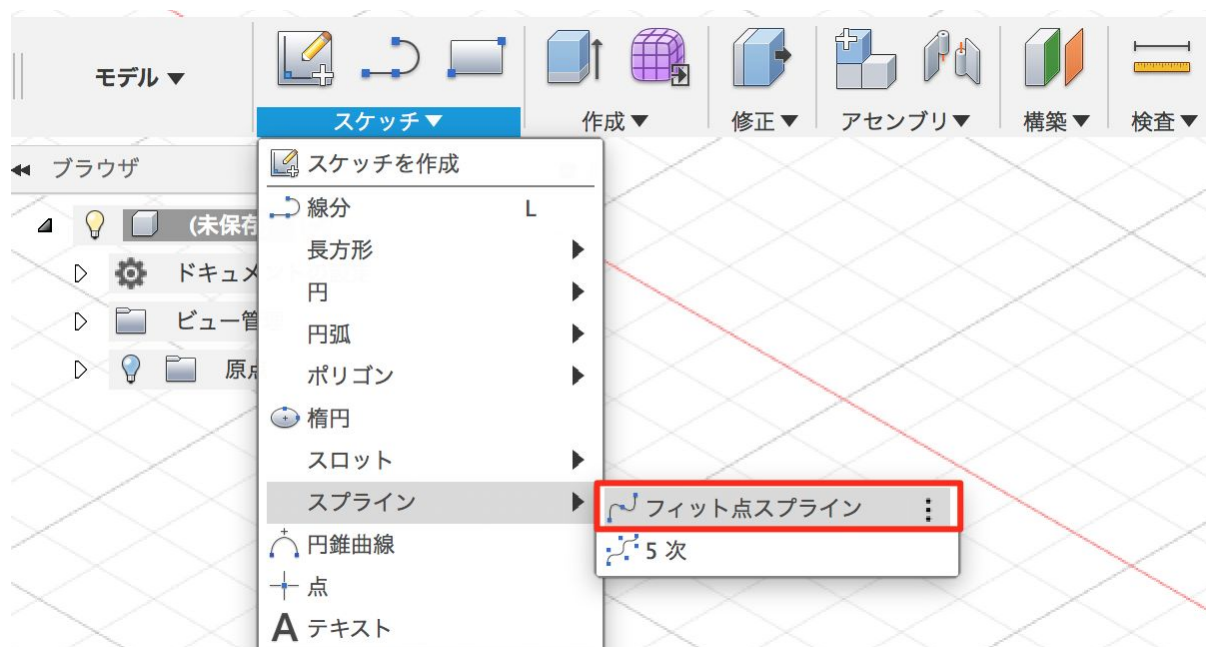 モデル ▼
スケッチ ▼
作成 ▼
修正 ▼
アセンブリ ▼
構築 ▼
検査 ▼
ブラウザ
(未保存
ドキュメ
ビュー管
原点
スケッチを作成
線分 L
長方形
円
円弧
ポリゴン
楕円
スロット
スプライン
フィット点スプライン
5 次
円錐曲線
点
A テキスト